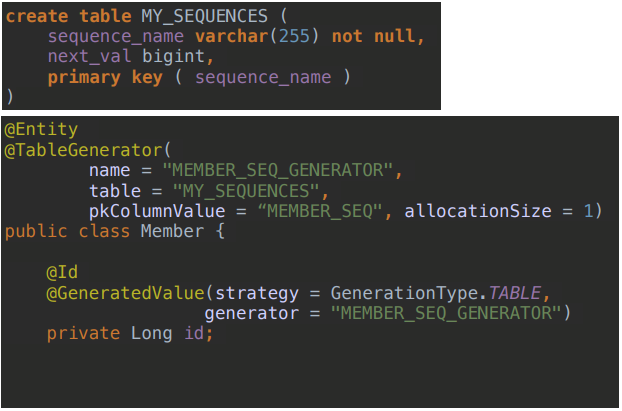 create table MY_SEQUENCES (
    sequence_name varchar(255) not null,
    next_val bigint,
    primary key ( sequence_name )
)
@Entity
@TableGenerator(
        name = "MEMBER_SEQ_GENERATOR",
        table = "MY_SEQUENCES",
        pkColumnValue = “MEMBER_SEQ", allocationSize = 1)
public class Member {
    @Id
    @GeneratedValue(strategy = GenerationType.TABLE,
                    generator = "MEMBER_SEQ_GENERATOR")
    private Long id;